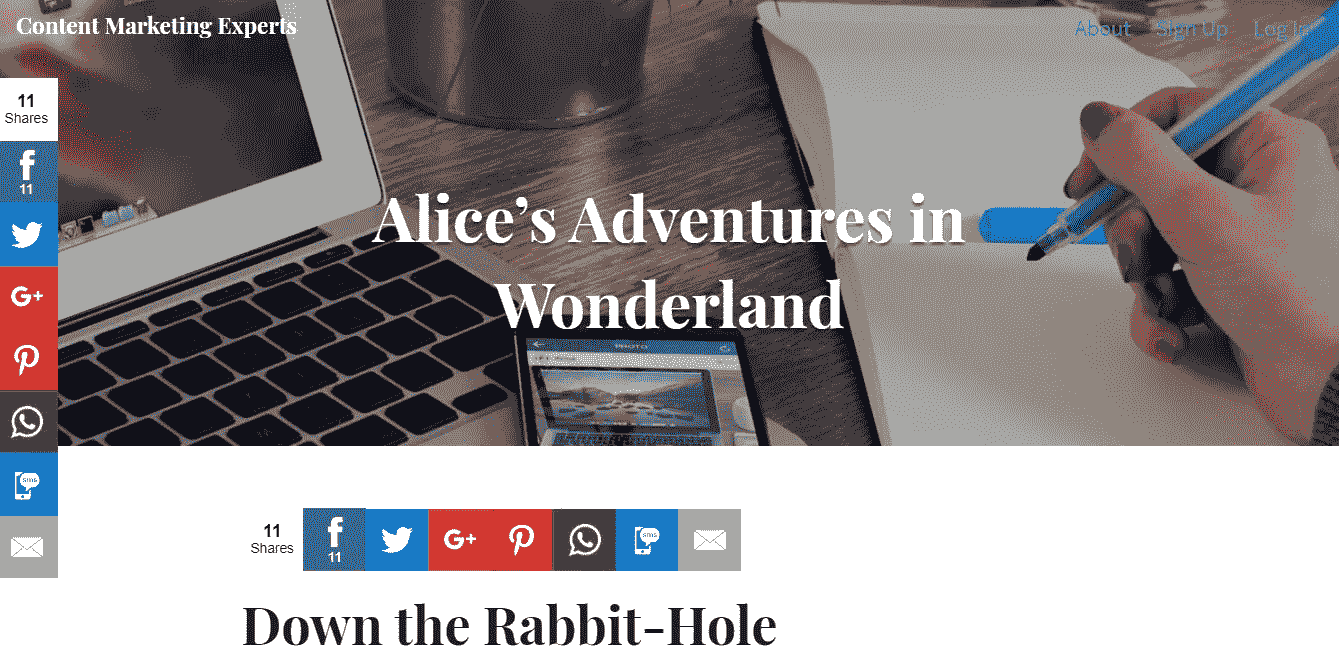 Content Marketing Experts
About Sign Up Log In
11
Shares
11
Alice’s Adventures in
Wonderland
PHOTO
sms
11
Shares
11
sms
Down the Rabbit-Hole